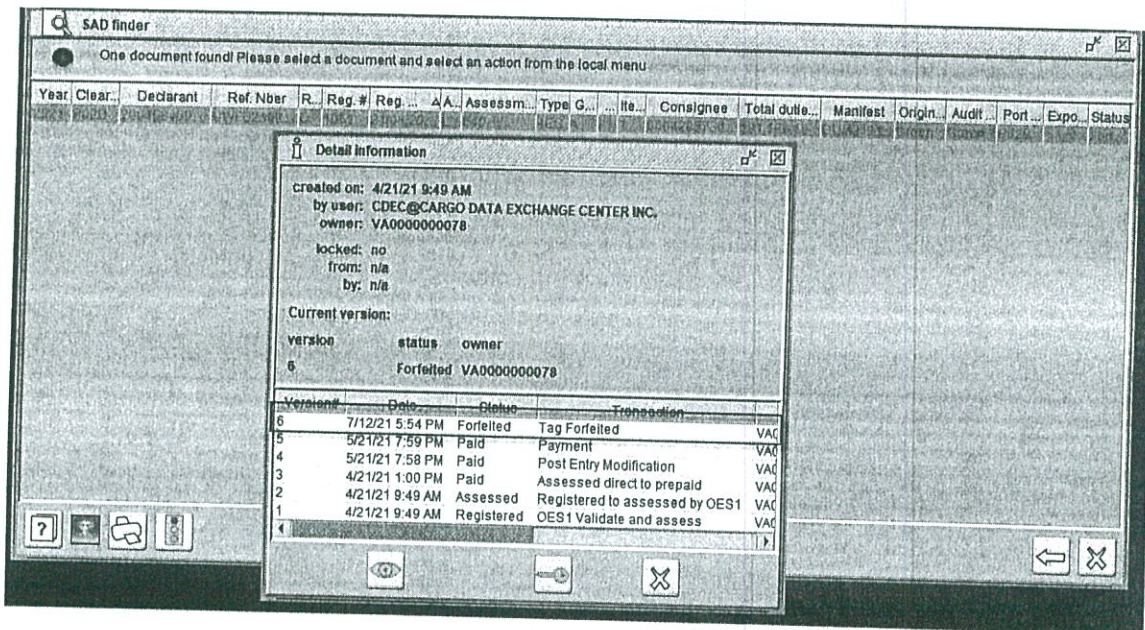 SAD finder
One document found! Please select a document and select an action from the local menu
Year Clear... Declarant Ref. Nber R... Reg. # Reg. ... A... Assessm... Type G... ... Ite... Consignee Total dutie... Manifest Origin... Audit ... Port ... Expo... Status
Detail information
created on: 4/21/21 9:49 AM
by user: CDEC@CARGO DATA EXCHANGE CENTER INC.
owner: VA0000000078
locked: no
from: n/a
by: n/a
Current version:
version status owner
6 Forfeited VA0000000078
Version# Date Status Transaction
6 7/12/21 5:54 PM Forfeited Tag Forfeited VA0
5 5/21/21 7:59 PM Paid Payment VA0
4 5/21/21 7:58 PM Paid Post Entry Modification VA0
3 4/21/21 1:00 PM Paid Assessed direct to prepaid VA0
2 4/21/21 9:49 AM Assessed Registered to assessed by OES1 VA0
1 4/21/21 9:49 AM Registered OES1 Validate and assess VA0
?